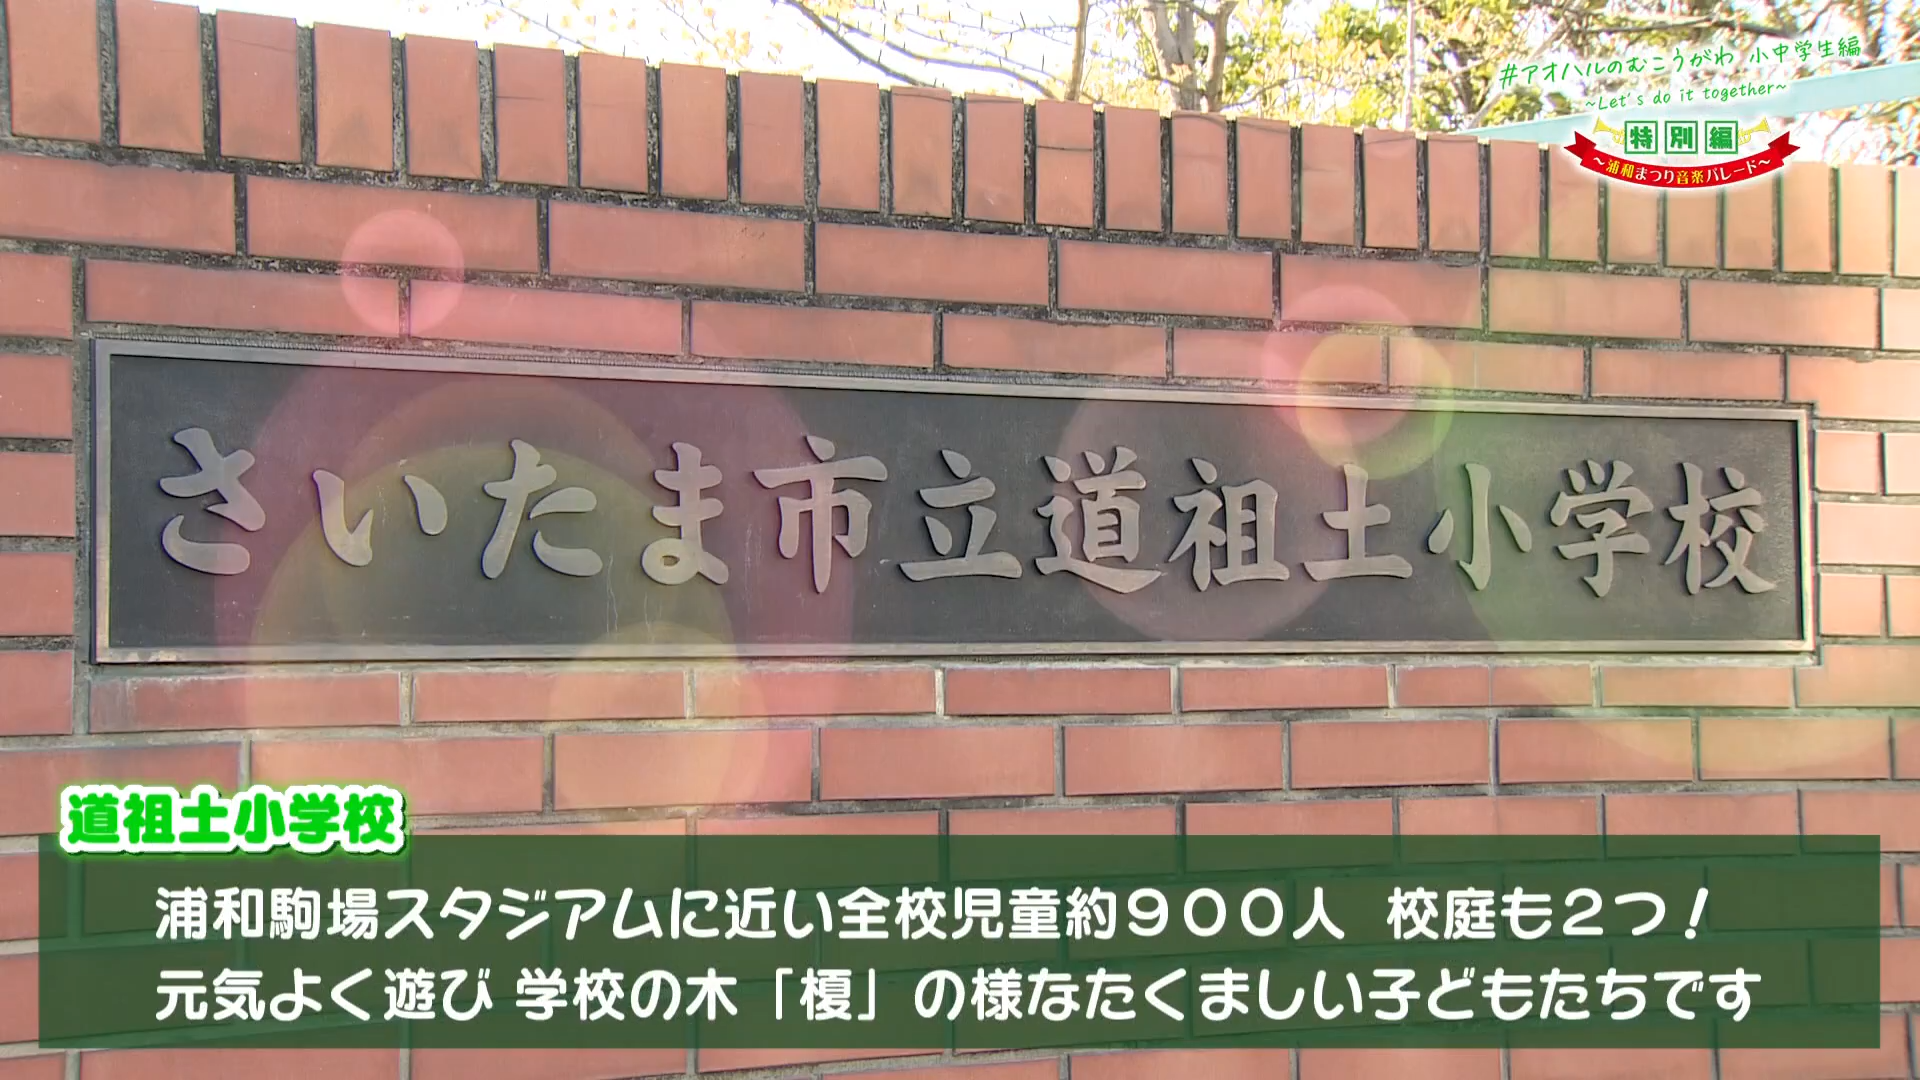 #アオハルのむこうがわ 小中学生編
~Let's do it together~
特別編
~浦和まつり音楽パレード~
さいたま市立道祖土小学校
道祖土小学校
浦和駒場スタジアムに近い全校児童約９００人 校庭も２つ！
元気よく遊び 学校の木「榎」の様なたくましい子どもたちです